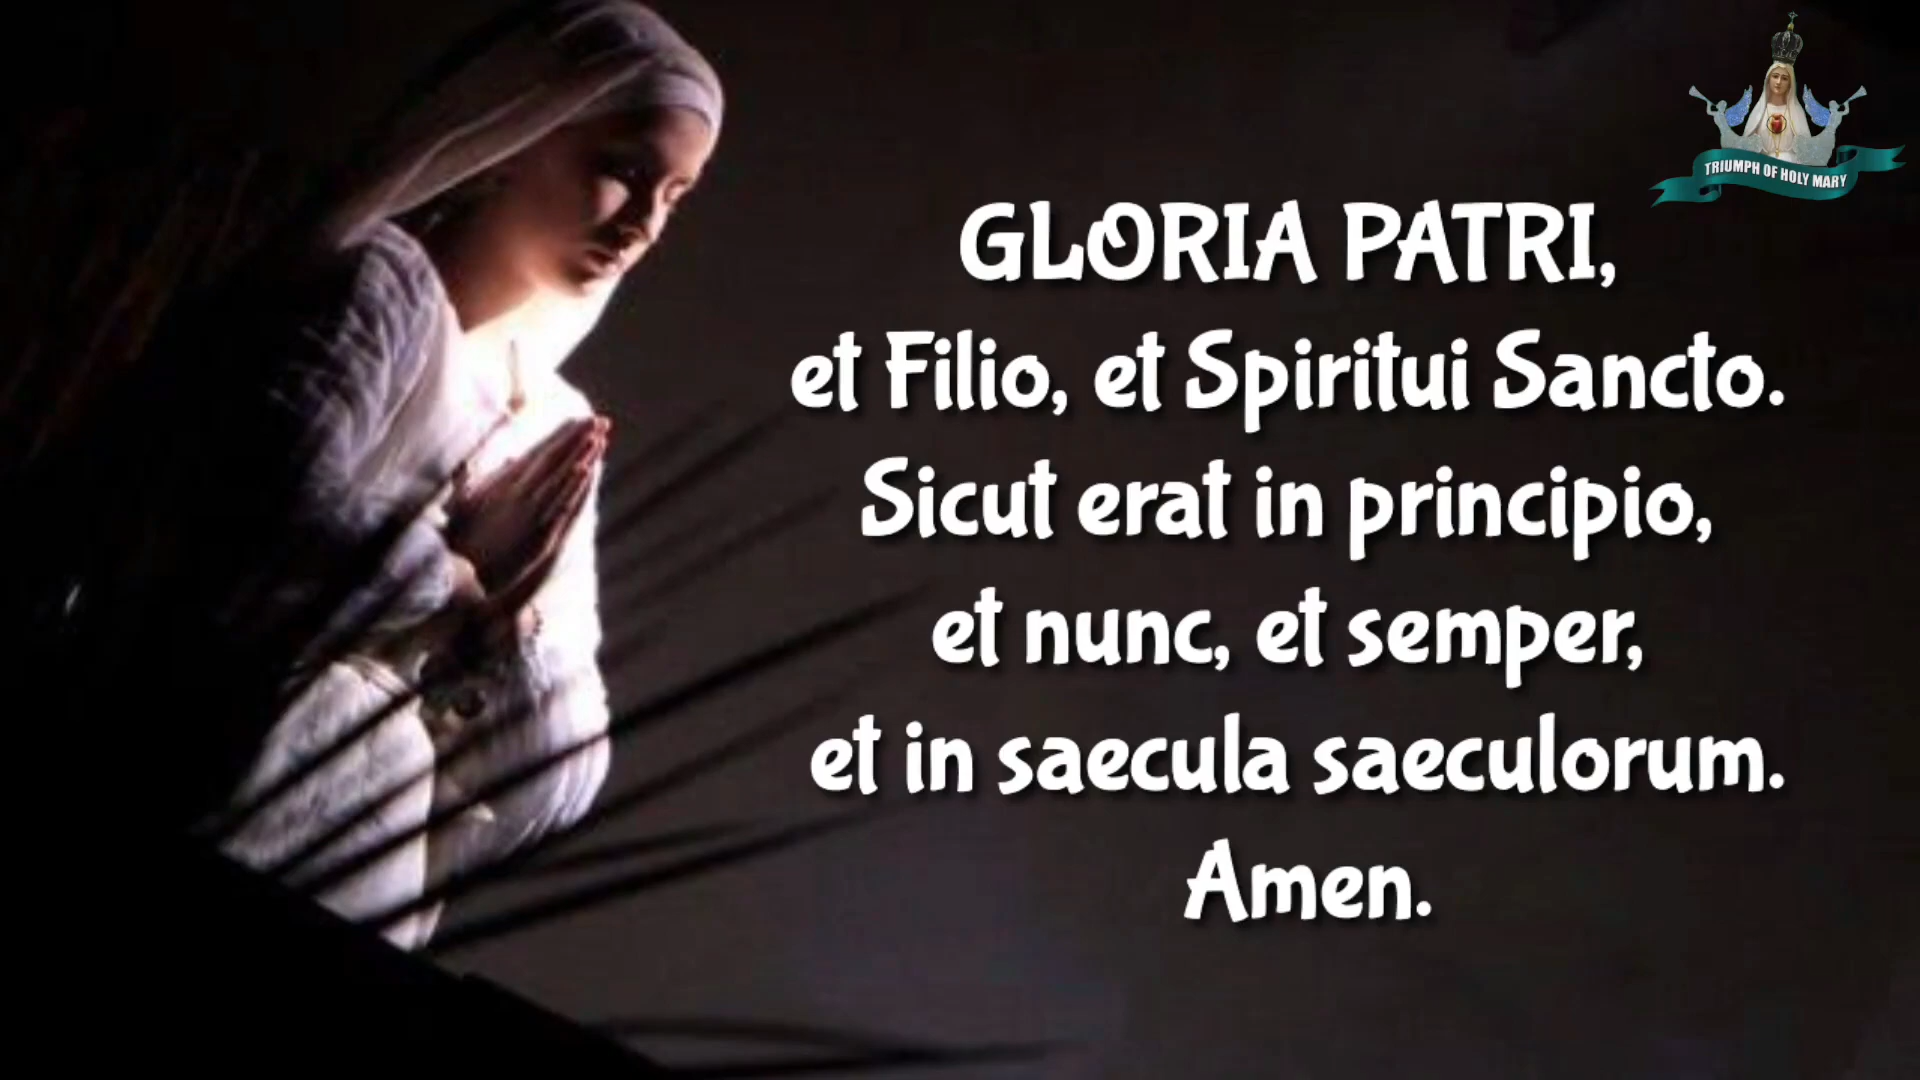 TRIUMPH OF HOLY MARY
GLORIA PATRI,
et Filio, et Spiritui Sancto.
Sicut erat in principio,
et nunc, et semper,
et in saecula saeculorum.
Amen.